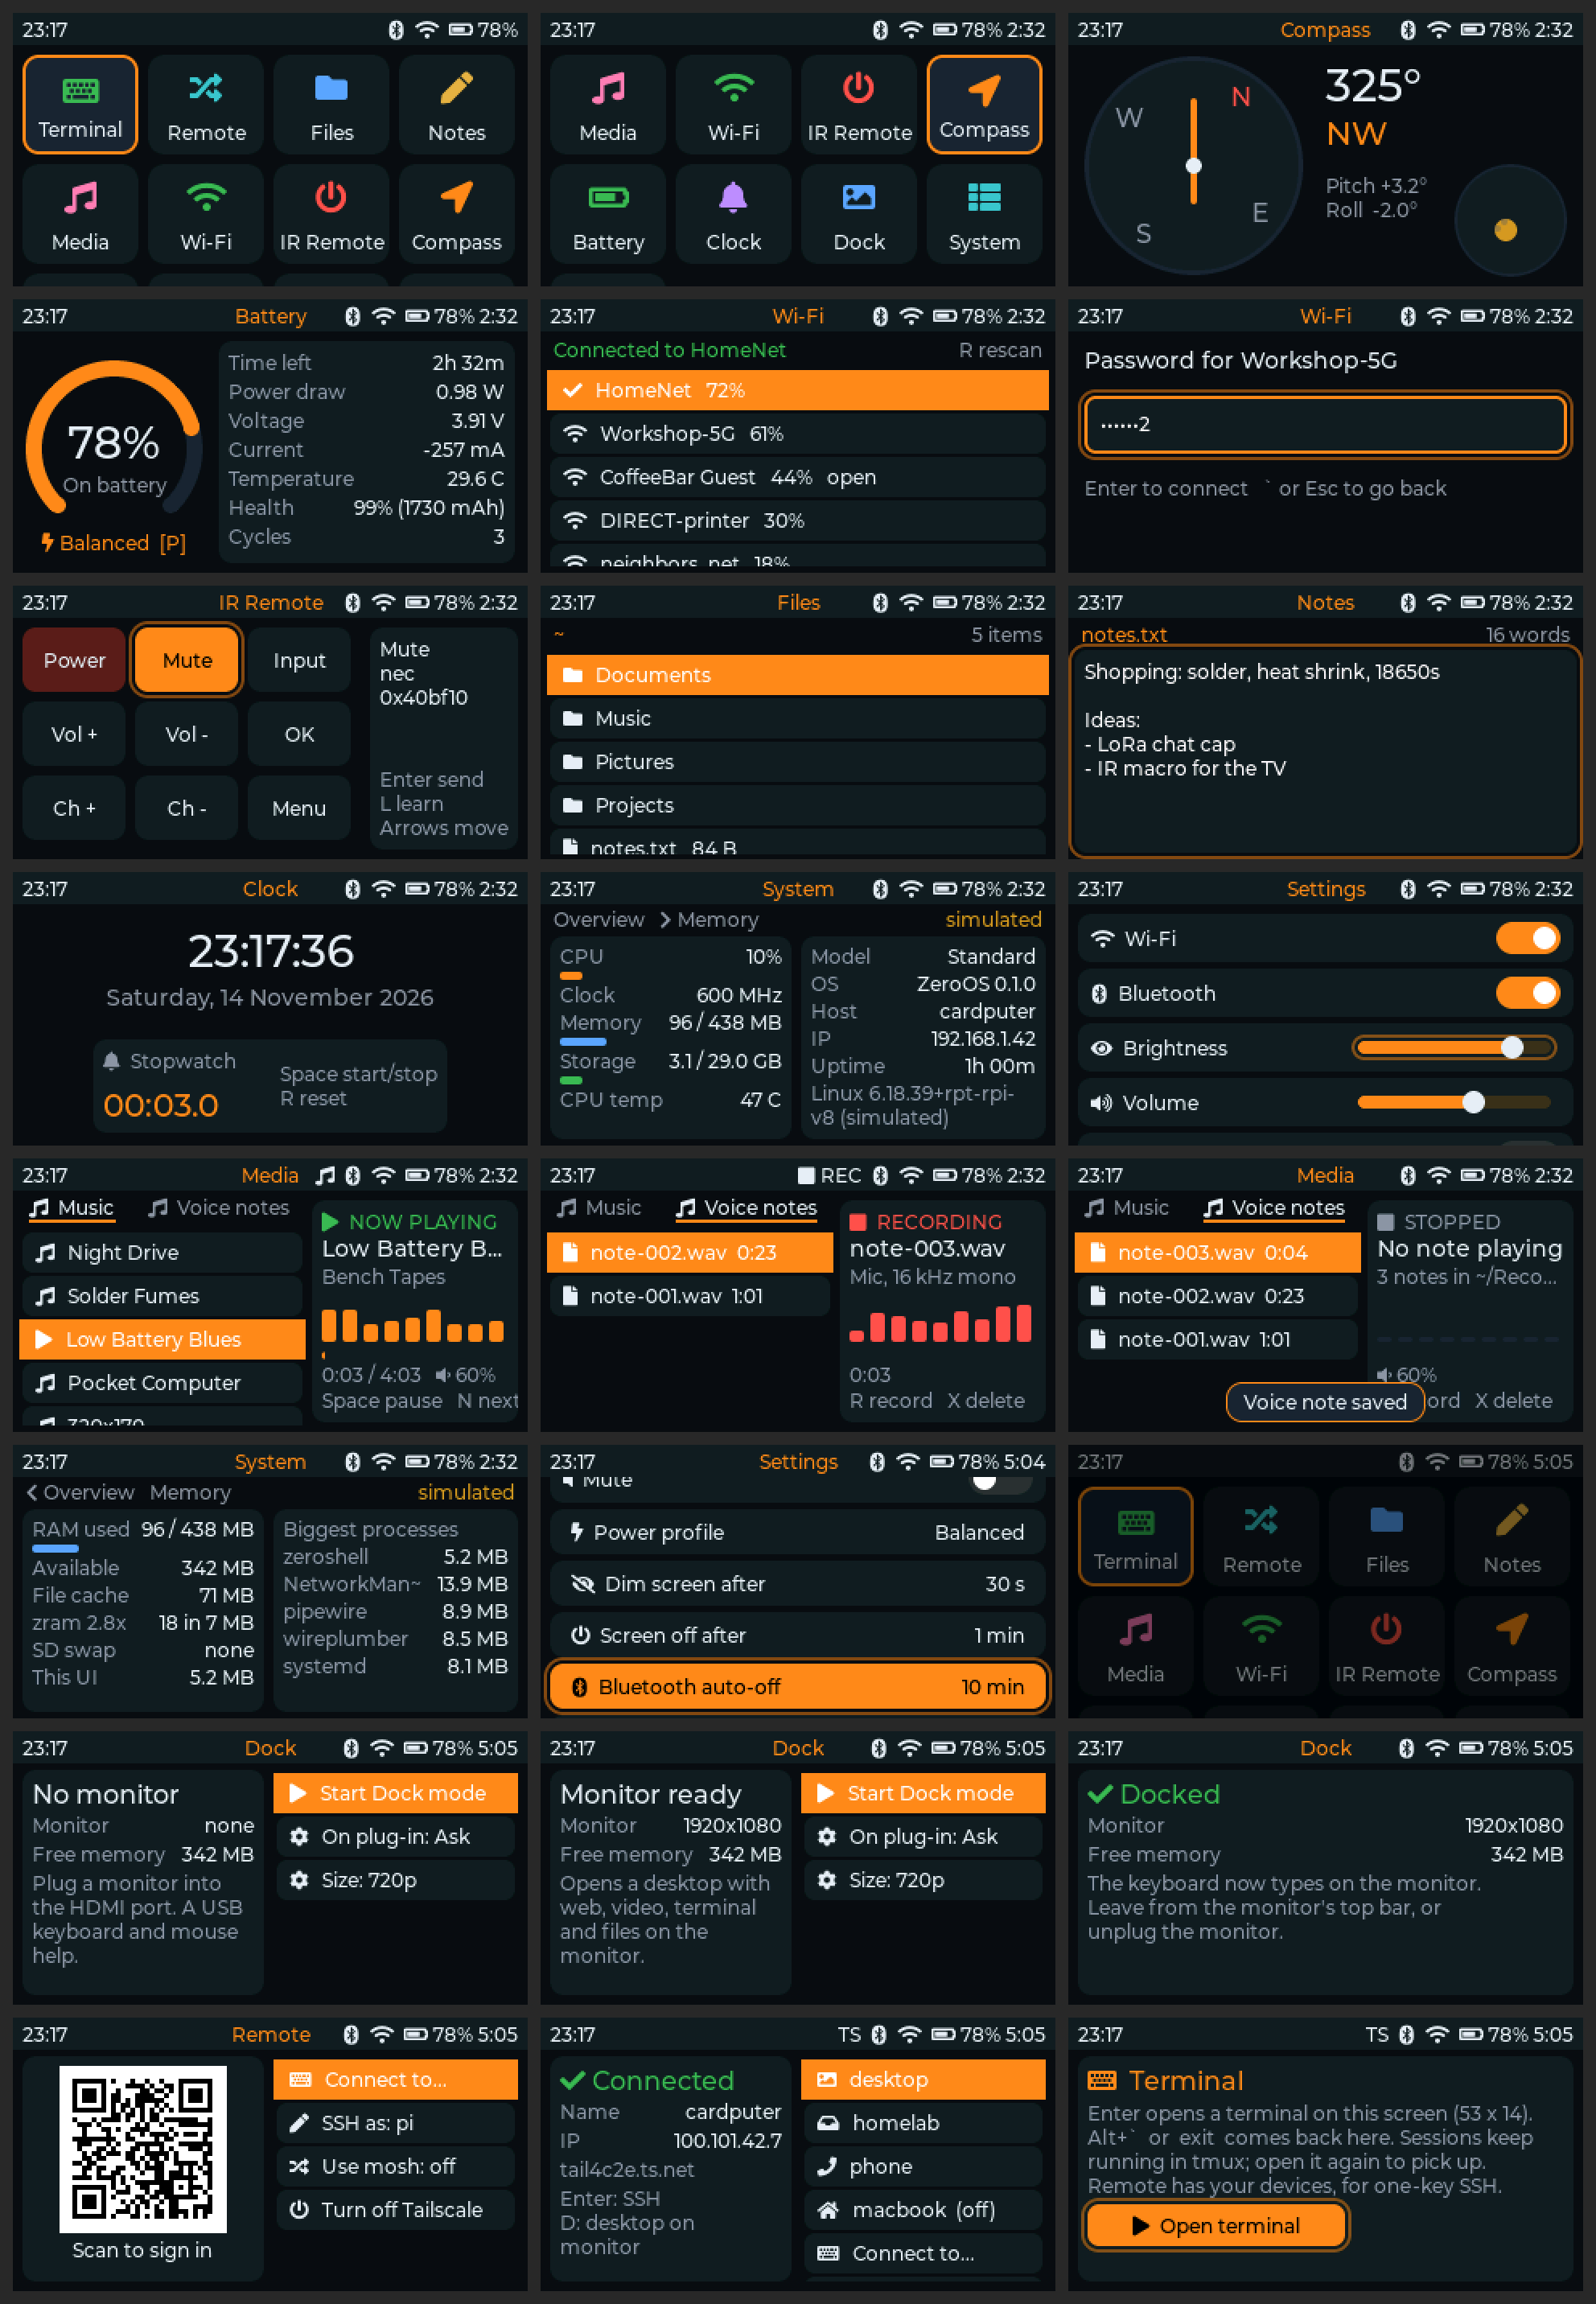 23:17 78%
Terminal Remote Files Notes
Media Wi-Fi IR Remote Compass
23:17 78% 2:32
Media Wi-Fi IR Remote Compass
Battery Clock Dock System
23:17 Compass 78% 2:32
N
W
E
S
325°
NW
Pitch +3.2°
Roll -2.0°
23:17 Battery 78% 2:32
78%
On battery
Balanced [P]
Time left 2h 32m
Power draw 0.98 W
Voltage 3.91 V
Current -257 mA
Temperature 29.6 C
Health 99% (1730 mAh)
Cycles 3
23:17 Wi-Fi 78% 2:32
Connected to HomeNet R rescan
HomeNet 72%
Workshop-5G 61%
CoffeeBar Guest 44% open
DIRECT-printer 30%
neighbors_net 18%
23:17 Wi-Fi 78% 2:32
Password for Workshop-5G
••••••2
Enter to connect ` or Esc to go back
23:17 IR Remote 78% 2:32
Power Mute Input
Vol + Vol - OK
Ch + Ch - Menu
Mute
nec
0x40bf10
Enter send
L learn
Arrows move
23:17 Files 78% 2:32
~ 5 items
Documents
Music
Pictures
Projects
notes.txt 84 B
23:17 Notes 78% 2:32
notes.txt 16 words
Shopping: solder, heat shrink, 18650s
Ideas:
- LoRa chat cap
- IR macro for the TV
23:17 Clock 78% 2:32
23:17:36
Saturday, 14 November 2026
Stopwatch
00:03.0
Space start/stop
R reset
23:17 System 78% 2:32
Overview > Memory simulated
CPU 10%
Clock 600 MHz
Memory 96 / 438 MB
Storage 3.1 / 29.0 GB
CPU temp 47 C
Model Standard
OS ZeroOS 0.1.0
Host cardputer
IP 192.168.1.42
Uptime 1h 00m
Linux 6.18.39+rpt-rpi-
v8 (simulated)
23:17 Settings 78% 2:32
Wi-Fi
Bluetooth
Brightness
Volume
23:17 Media 78% 2:32
Music Voice notes
Night Drive
Solder Fumes
Low Battery Blues
Pocket Computer
320x170
NOW PLAYING
Low Battery B...
Bench Tapes
0:03 / 4:03 60%
Space pause N next
23:17 REC 78% 2:32
Music Voice notes
note-002.wav 0:23
note-001.wav 1:01
RECORDING
note-003.wav
Mic, 16 kHz mono
0:03
R record X delete
23:17 Media 78% 2:32
Music Voice notes
note-003.wav 0:04
note-002.wav 0:23
note-001.wav 1:01
STOPPED
No note playing
3 notes in ~/Reco...
60%
ord X delete
Voice note saved
23:17 System 78% 2:32
< Overview Memory simulated
RAM used 96 / 438 MB
Available 342 MB
File cache 71 MB
zram 2.8x 18 in 7 MB
SD swap none
This UI 5.2 MB
Biggest processes
zeroshell 5.2 MB
NetworkMan~ 13.9 MB
pipewire 8.9 MB
wireplumber 8.5 MB
systemd 8.1 MB
23:17 Settings 78% 5:04
Mute
Power profile Balanced
Dim screen after 30 s
Screen off after 1 min
Bluetooth auto-off 10 min
23:17 78% 5:05
Terminal Remote Files Notes
Media Wi-Fi IR Remote Compass
23:17 Dock 78% 5:05
No monitor
Monitor none
Free memory 342 MB
Plug a monitor into
the HDMI port. A USB
keyboard and mouse
help.
Start Dock mode
On plug-in: Ask
Size: 720p
23:17 Dock 78% 5:05
Monitor ready
Monitor 1920x1080
Free memory 342 MB
Opens a desktop with
web, video, terminal
and files on the
monitor.
Start Dock mode
On plug-in: Ask
Size: 720p
23:17 Dock 78% 5:05
Docked
Monitor 1920x1080
Free memory 342 MB
The keyboard now types on the monitor.
Leave from the monitor's top bar, or
unplug the monitor.
23:17 Remote 78% 5:05
Scan to sign in
Connect to...
SSH as: pi
Use mosh: off
Turn off Tailscale
23:17 TS 78% 5:05
Connected
Name cardputer
IP 100.101.42.7
tail4c2e.ts.net
Enter: SSH
D: desktop on
monitor
desktop
homelab
phone
macbook (off)
Connect to...
23:17 TS 78% 5:05
Terminal
Enter opens a terminal on this screen (53 x 14).
Alt+` or exit comes back here. Sessions keep
running in tmux; open it again to pick up.
Remote has your devices, for one-key SSH.
Open terminal